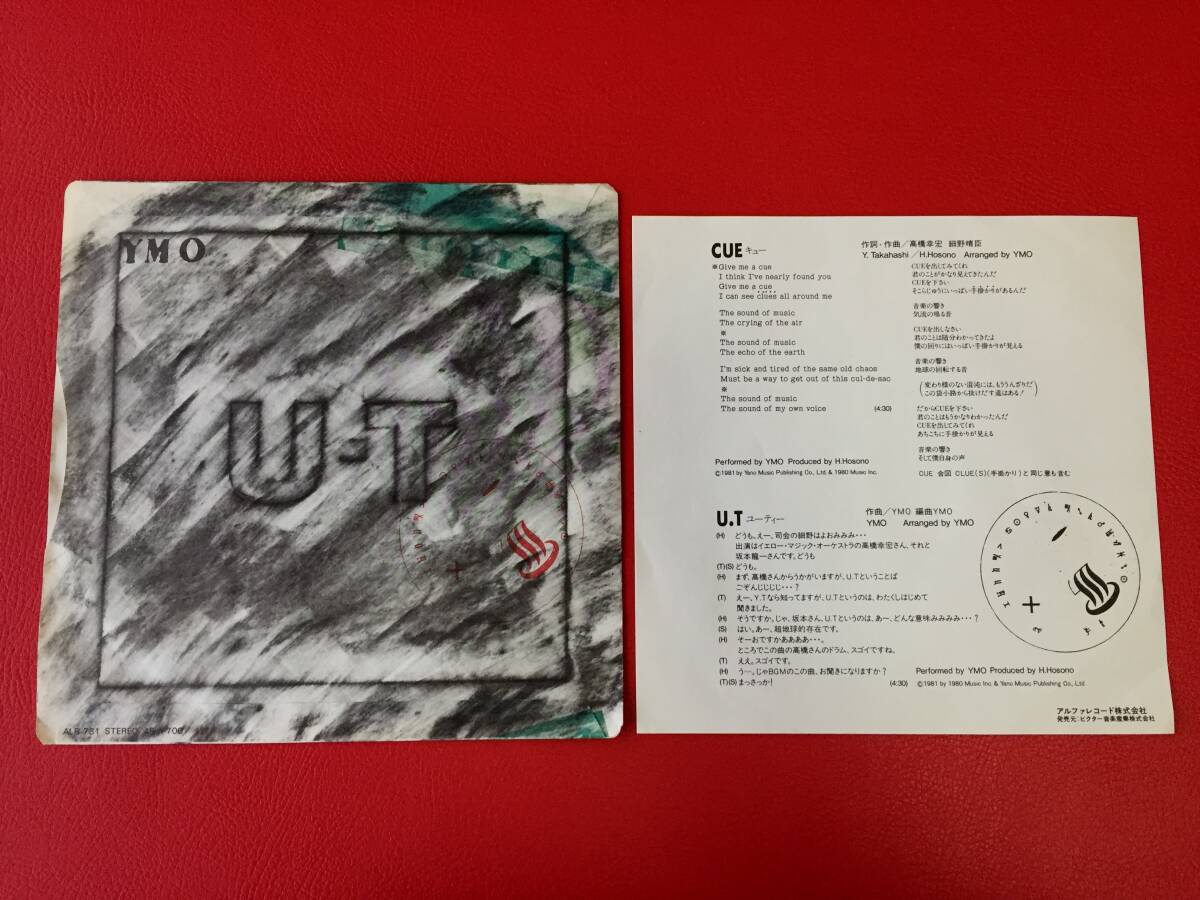 YMO
U-T
ALR-731 STEREO 45 ¥700
CUE キュー
作詞・作曲/高橋幸宏 細野晴臣
Y. Takahashi / H.Hosono Arranged by YMO
※Give me a cue
I think I've nearly found you
Give me a cue
I can see clues all around me
The sound of music
The crying of the air
※
The sound of music
The echo of the earth
I'm sick and tired of the same old chaos
Must be a way to get out of this cul-de-sac
※
The sound of music
The sound of my own voice (4:30)
CUEを出してみてくれ
君のことがかなり見えてきたんだ
CUEを下さい
そこらじゅうにいっぱい手掛かりがあるんだ
音楽の響き
気流の鳴る音
CUEを出しなさい
君のことは随分わかってきたよ
僕の回りにはいっぱい手掛かりが見える
音楽の響き
地球の回転する音
(変わり様のない混沌には、もううんざりだ
この袋小路から抜けだす道はある!)
だからCUEを下さい
君のことはもうかなりわかったんだ
CUEを出してみてくれ
あちこちに手掛かりが見える
音楽の響き
そして僕自身の声
Performed by YMO Produced by H.Hosono
©1981 by Yano Music Publishing Co., Ltd. & 1980 Music Inc.
CUE 合図 CLUE(S)(手掛かり)と同じ意も含む
U.T ユーティー
作曲/YMO 編曲YMO
YMO Arranged by YMO
(H) どうも、えー、司会の細野はよおみみみ・・・
出演はイエロー・マジック・オーケストラの高橋幸宏さん、それと
坂本龍一さんです。どうも
(T)(S) どうも。
(H) まず、高橋さんからうかがいますが、U.Tということば
ごぞんじじじじ・・・?
(T) えー、Y.Tなら知ってますが、U.Tというのは、わたくしはじめて
聞きました。
(H) そうですか。じゃ、坂本さん、U.Tというのは、あー、どんな意味みみみみ・・・?
(S) はい。あー、超地球的存在です。
(H) そーおですかああああ・・・。
ところでこの曲の高橋さんのドラム、スゴイですね。
(T) ええ。スゴイです。
(H) うー。じゃBGMのこの曲、お聞きになりますか?
(T)(S) まっさっか! (4:30)
Performed by YMO Produced by H.Hosono
©1981 by 1980 Music Inc. & Yano Music Publishing Co., Ltd.
アルファレコード株式会社
発売元:ビクター音楽産業株式会社